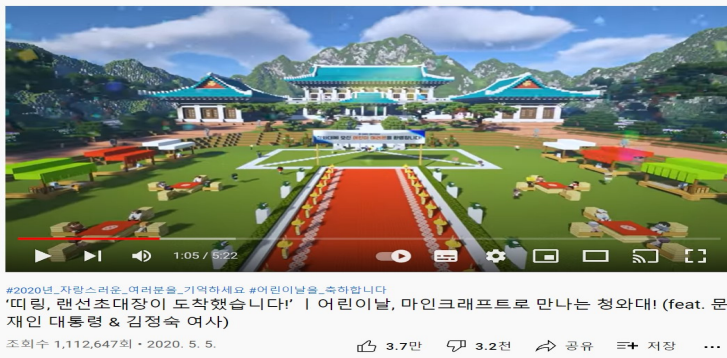 1:05 / 5:22
#2020년_자랑스러운_여러분을_기억하세요 #어린이날을_축하합니다
‘띠링, 랜선초대장이 도착했습니다!’ ㅣ어린이날, 마인크래프트로 만나는 청와대! (feat. 문
재인 대통령 & 김정숙 여사)
조회수 1,112,647회 • 2020. 5. 5.
3.7만 3.2천 공유 저장